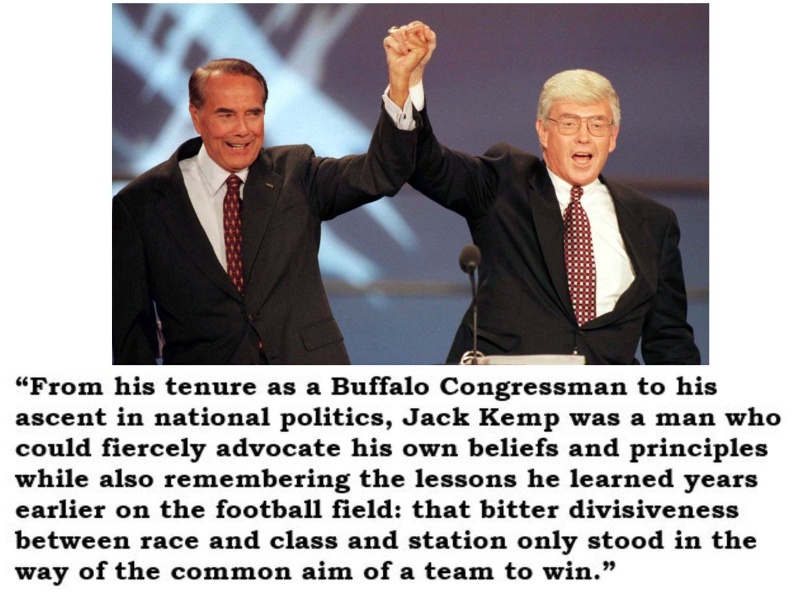 “From his tenure as a Buffalo Congressman to his
ascent in national politics, Jack Kemp was a man who
could fiercely advocate his own beliefs and principles
while also remembering the lessons he learned years
earlier on the football field: that bitter divisiveness
between race and class and station only stood in the
way of the common aim of a team to win.”